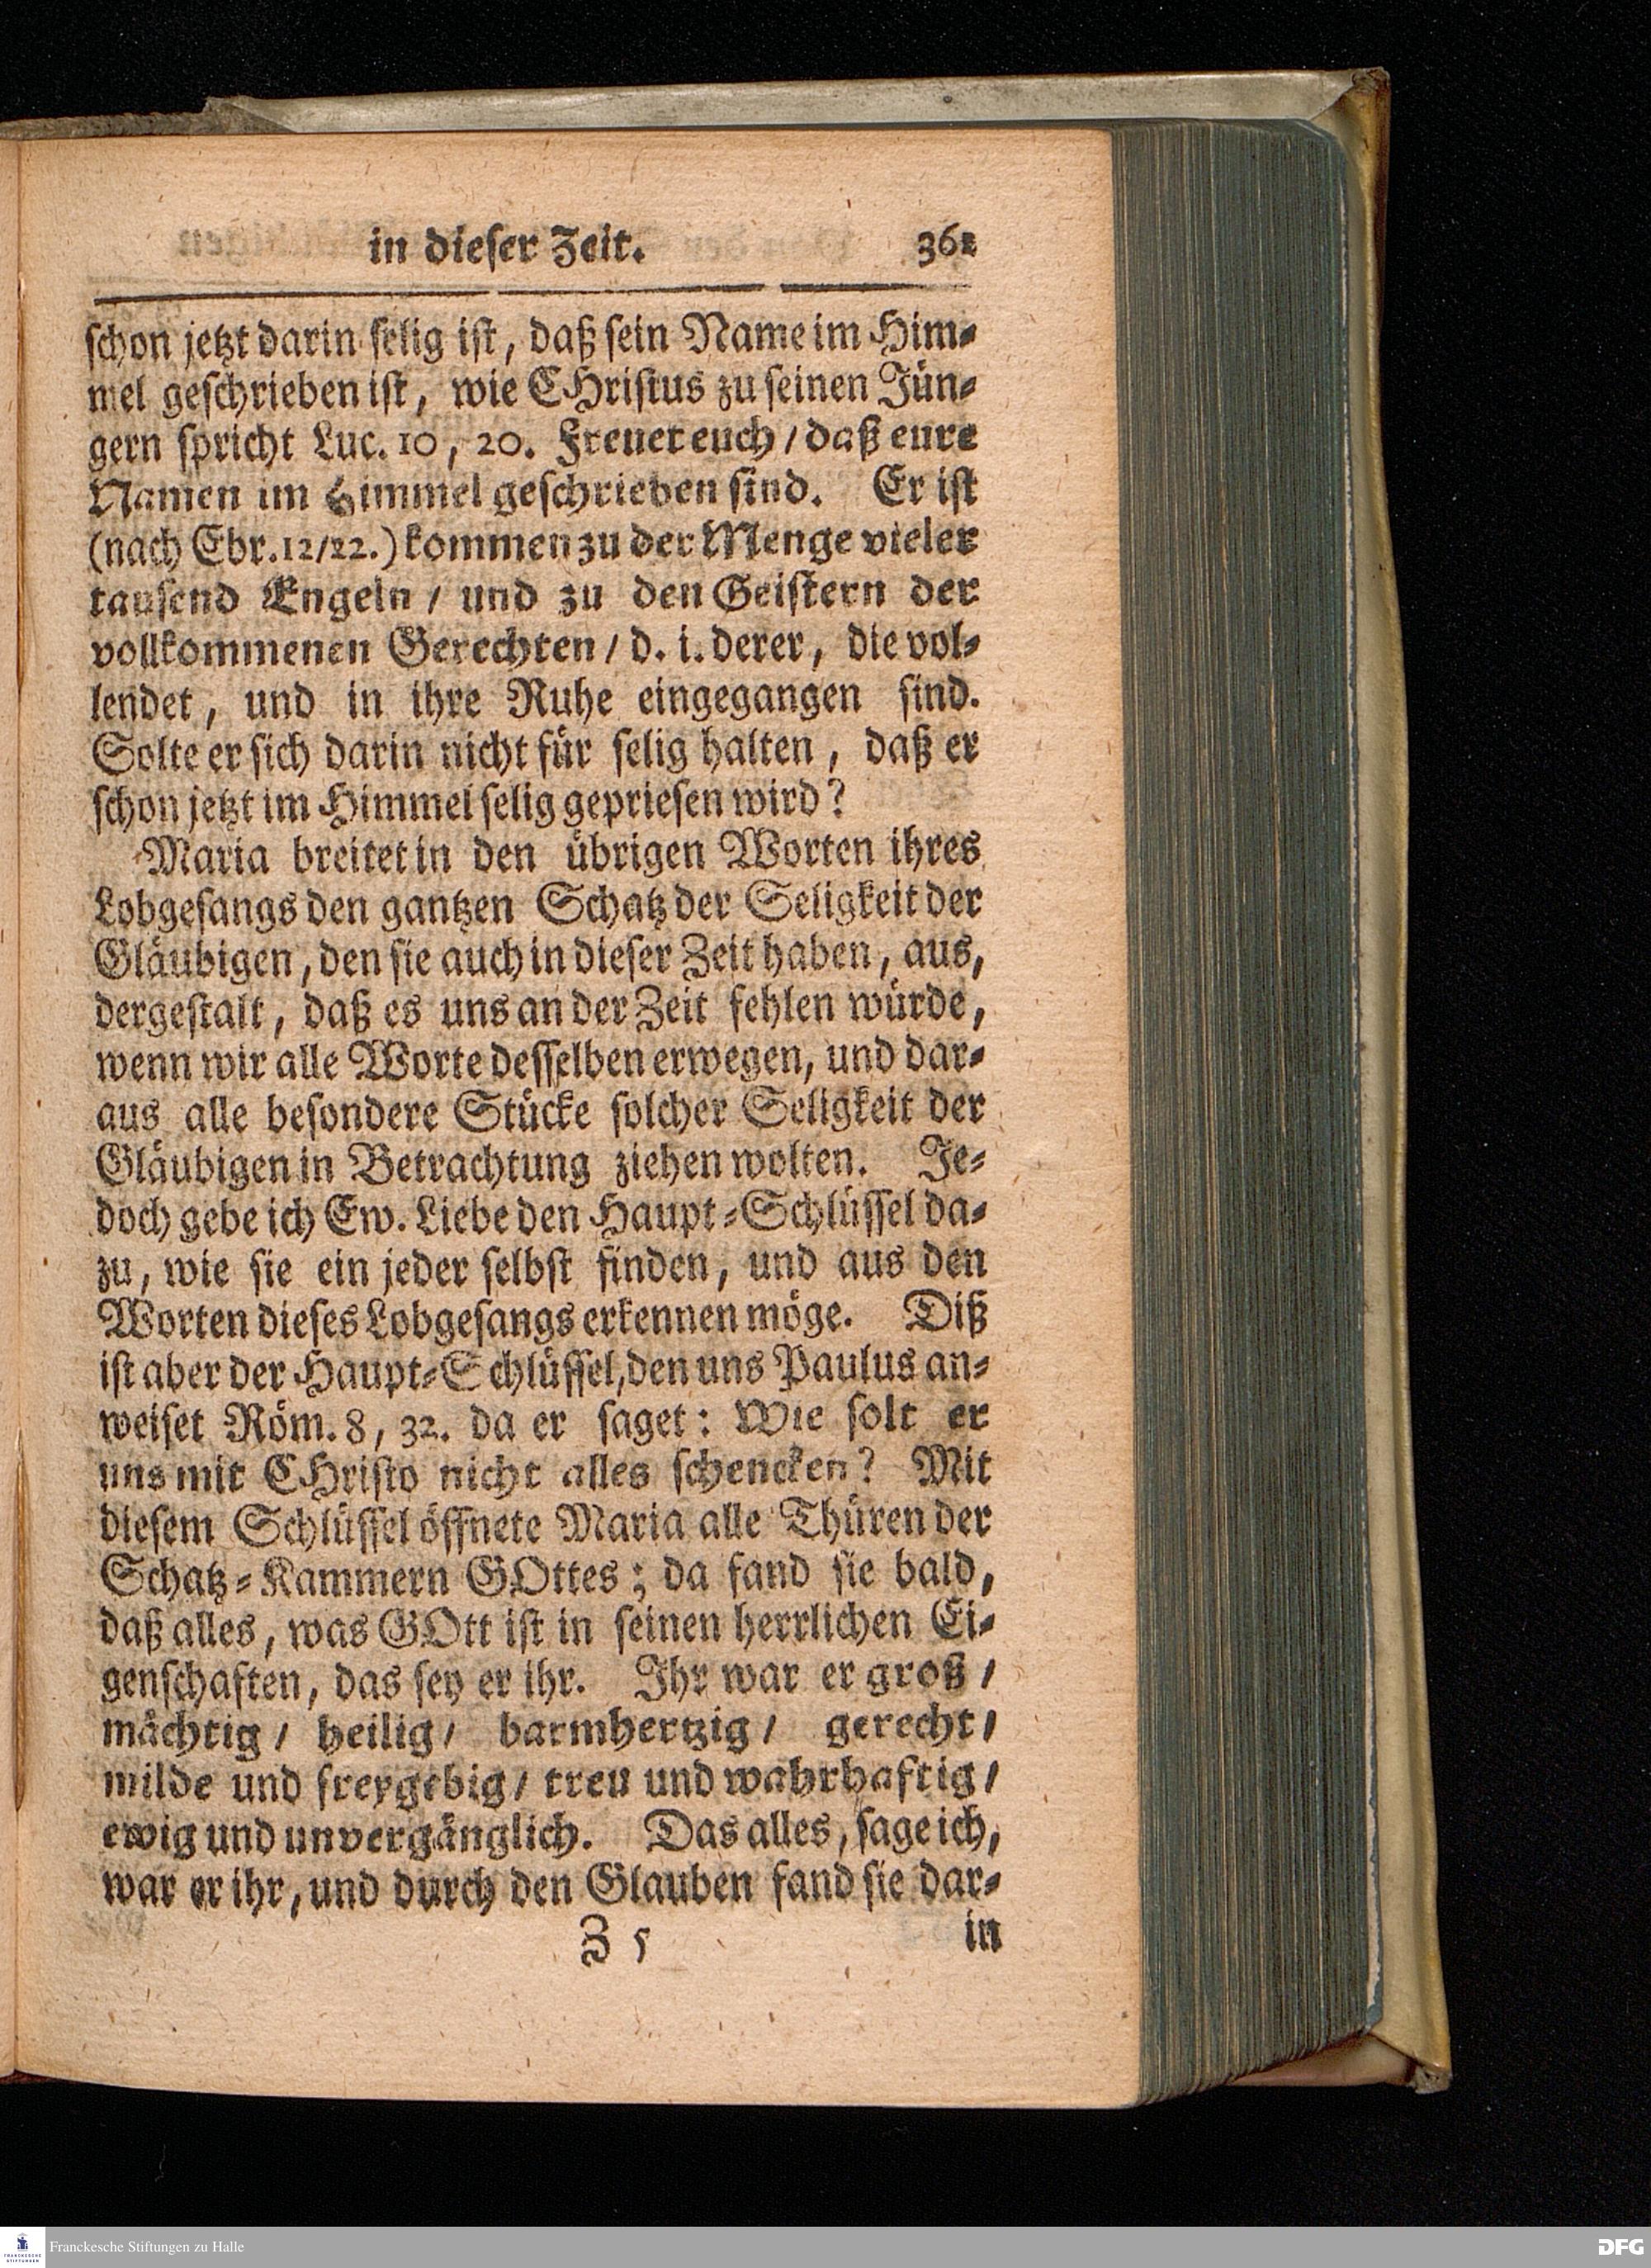 in dieser Zeit. 361
schon jetzt darin selig ist, daß sein Name im Him-
mel geschrieben ist, wie CHristus zu seinen Jün-
gern spricht Luc. 10, 20. Freuet euch / daß eure
Namen im Himmel geschrieben sind. Er ist
(nach Ebr. 12/22.) kommen zu der Menge vieler
tausend Engeln / und zu den Geistern der
vollkommenen Gerechten / d. i. derer, die vol-
lendet, und in ihre Ruhe eingegangen sind.
Solte er sich darin nicht für selig halten, daß er
schon jetzt im Himmel selig gepriesen wird?
Maria breitet in den übrigen Worten ihres
Lobgesangs den gantzen Schatz der Seligkeit der
Gläubigen, den sie auch in dieser Zeit haben, aus,
dergestalt, daß es uns an der Zeit fehlen würde,
wenn wir alle Worte desselben erwegen, und dar-
aus alle besondere Stücke solcher Seligkeit der
Gläubigen in Betrachtung ziehen wolten. Je-
doch gebe ich Ew. Liebe den Haupt-Schlüssel da-
zu, wie sie ein jeder selbst finden, und aus den
Worten dieses Lobgesangs erkennen möge. Diß
ist aber der Haupt-Schlüssel, den uns Paulus an-
weiset Röm. 8, 32. da er saget: Wie solt er
uns mit CHristo nicht alles schencken? Mit
diesem Schlüssel öffnete Maria alle Thüren der
Schatz-Kammern GOttes; da fand sie bald,
daß alles, was GOtt ist in seinen herrlichen Ei-
genschaften, das sey er ihr. Ihr war er groß /
mächtig / heilig / barmhertzig / gerecht /
milde und freygebig / treu und wahrhaftig /
ewig und unvergänglich. Das alles, sage ich,
war er ihr, und durch den Glauben fand sie dar-
Z 5 in
Franckesche Stiftungen zu Halle
FRANCKESCHE STIFTUNGEN
DFG